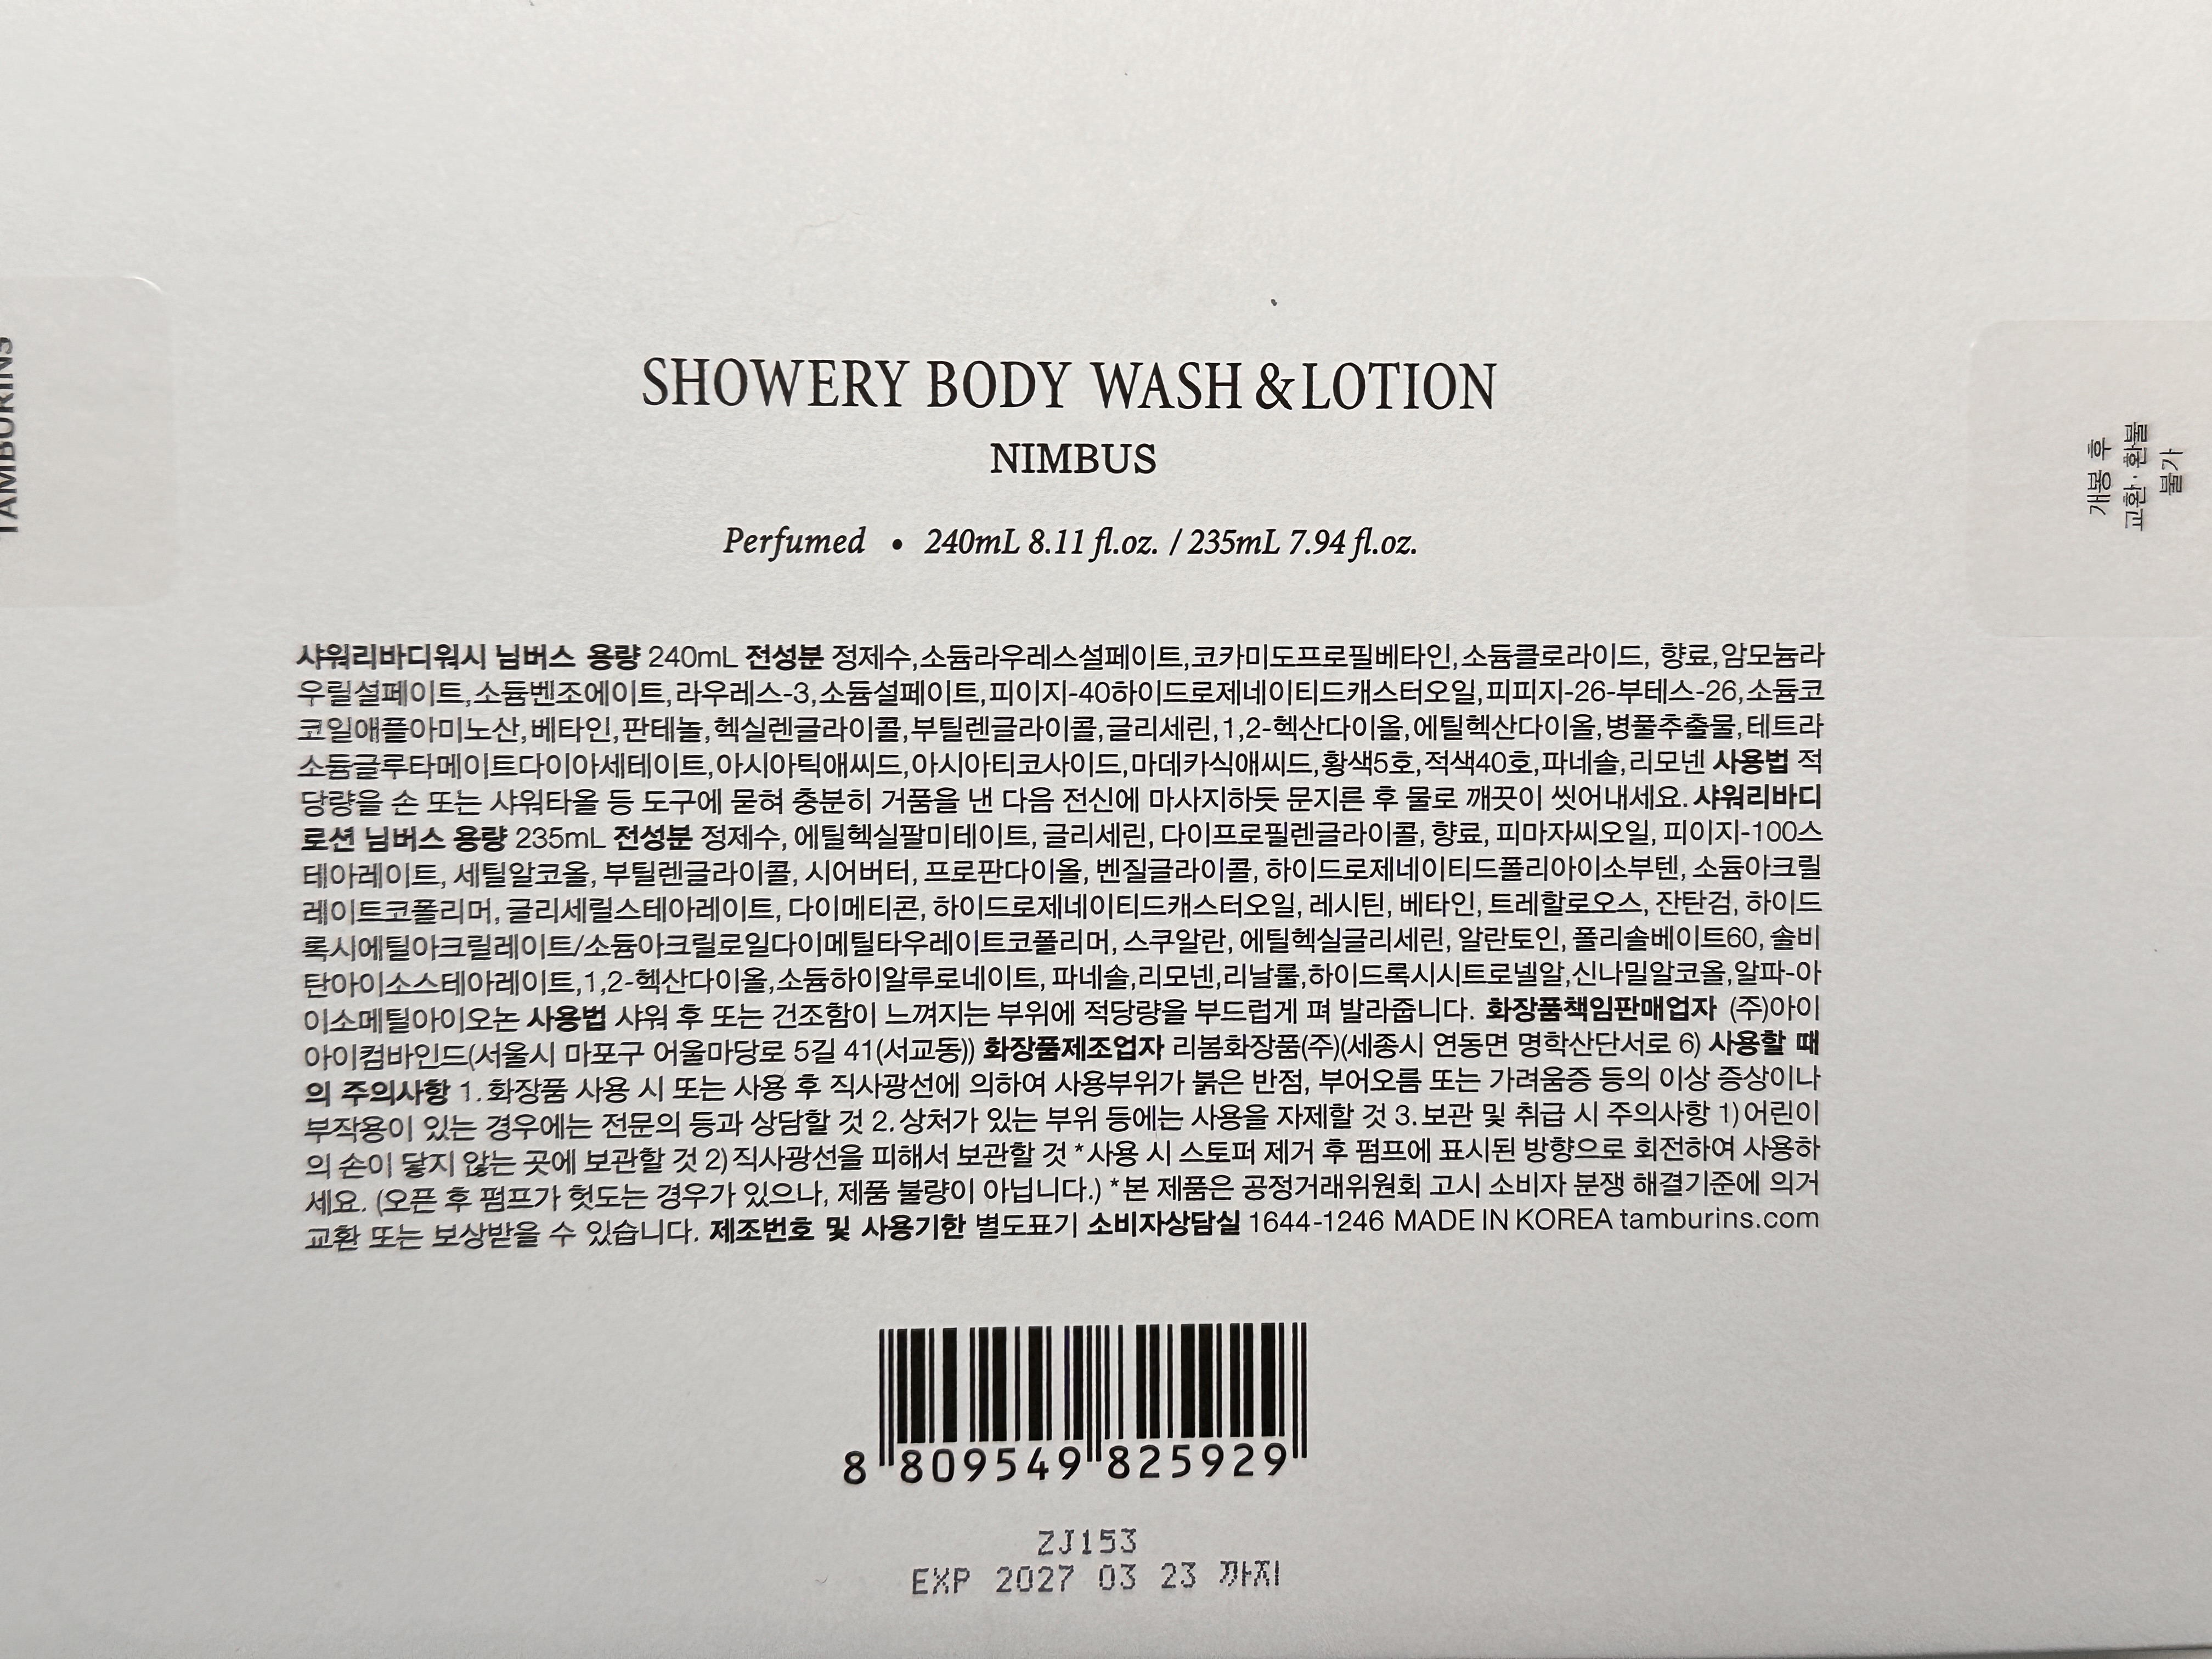 TAMBURINS
SHOWERY BODY WASH & LOTION
NIMBUS
Perfumed • 240mL 8.11 fl.oz. / 235mL 7.94 fl.oz.
개봉 후
교환·환불
불가
샤워리바디워시 님버스 용량 240mL 전성분 정제수,소듐라우레스설페이트,코카미도프로필베타인,소듐클로라이드, 향료,암모늄라
우릴설페이트,소듐벤조에이트,라우레스-3,소듐설페이트,피이지-40하이드로제네이티드캐스터오일,피피지-26-부테스-26,소듐코
코일애플아미노산,베타인,판테놀,헥실렌글라이콜,부틸렌글라이콜,글리세린,1,2-헥산다이올,에틸헥산다이올,병풀추출물,테트라
소듐글루타메이트다이아세테이트,아시아틱애씨드,아시아티코사이드,마데카식애씨드,황색5호,적색40호,파네솔,리모넨 사용법 적
당량을 손 또는 샤워타올 등 도구에 묻혀 충분히 거품을 낸 다음 전신에 마사지하듯 문지른 후 물로 깨끗이 씻어내세요. 샤워리바디
로션 님버스 용량 235mL 전성분 정제수, 에틸헥실팔미테이트, 글리세린, 다이프로필렌글라이콜, 향료, 피마자씨오일, 피이지-100스
테아레이트, 세틸알코올, 부틸렌글라이콜, 시어버터, 프로판다이올, 벤질글라이콜, 하이드로제네이티드폴리아이소부텐, 소듐아크릴
레이트코폴리머, 글리세릴스테아레이트, 다이메티콘, 하이드로제네이티드캐스터오일, 레시틴, 베타인, 트레할로오스, 잔탄검, 하이드
록시에틸아크릴레이트/소듐아크릴로일다이메틸타우레이트코폴리머, 스쿠알란, 에틸헥실글리세린, 알란토인, 폴리솔베이트60, 솔비
탄아이소스테아레이트,1,2-헥산다이올,소듐하이알루로네이트, 파네솔,리모넨,리날룰,하이드록시시트로넬알,신나밀알코올,알파-아
이소메틸아이오논 사용법 샤워 후 또는 건조함이 느껴지는 부위에 적당량을 부드럽게 펴 발라줍니다. 화장품책임판매업자 (주)아이
아이컴바인드(서울시 마포구 어울마당로 5길 41(서교동)) 화장품제조업자 리봄화장품(주)(세종시 연동면 명학산단서로 6) 사용할 때
의 주의사항 1. 화장품 사용 시 또는 사용 후 직사광선에 의하여 사용부위가 붉은 반점, 부어오름 또는 가려움증 등의 이상 증상이나
부작용이 있는 경우에는 전문의 등과 상담할 것 2. 상처가 있는 부위 등에는 사용을 자제할 것 3. 보관 및 취급 시 주의사항 1) 어린이
의 손이 닿지 않는 곳에 보관할 것 2) 직사광선을 피해서 보관할 것 *사용 시 스토퍼 제거 후 펌프에 표시된 방향으로 회전하여 사용하
세요. (오픈 후 펌프가 헛도는 경우가 있으나, 제품 불량이 아닙니다.) *본 제품은 공정거래위원회 고시 소비자 분쟁 해결기준에 의거
교환 또는 보상받을 수 있습니다. 제조번호 및 사용기한 별도표기 소비자상담실 1644-1246 MADE IN KOREA tamburins.com
8 809549 825929
ZJ153
EXP 2027 03 23 까지